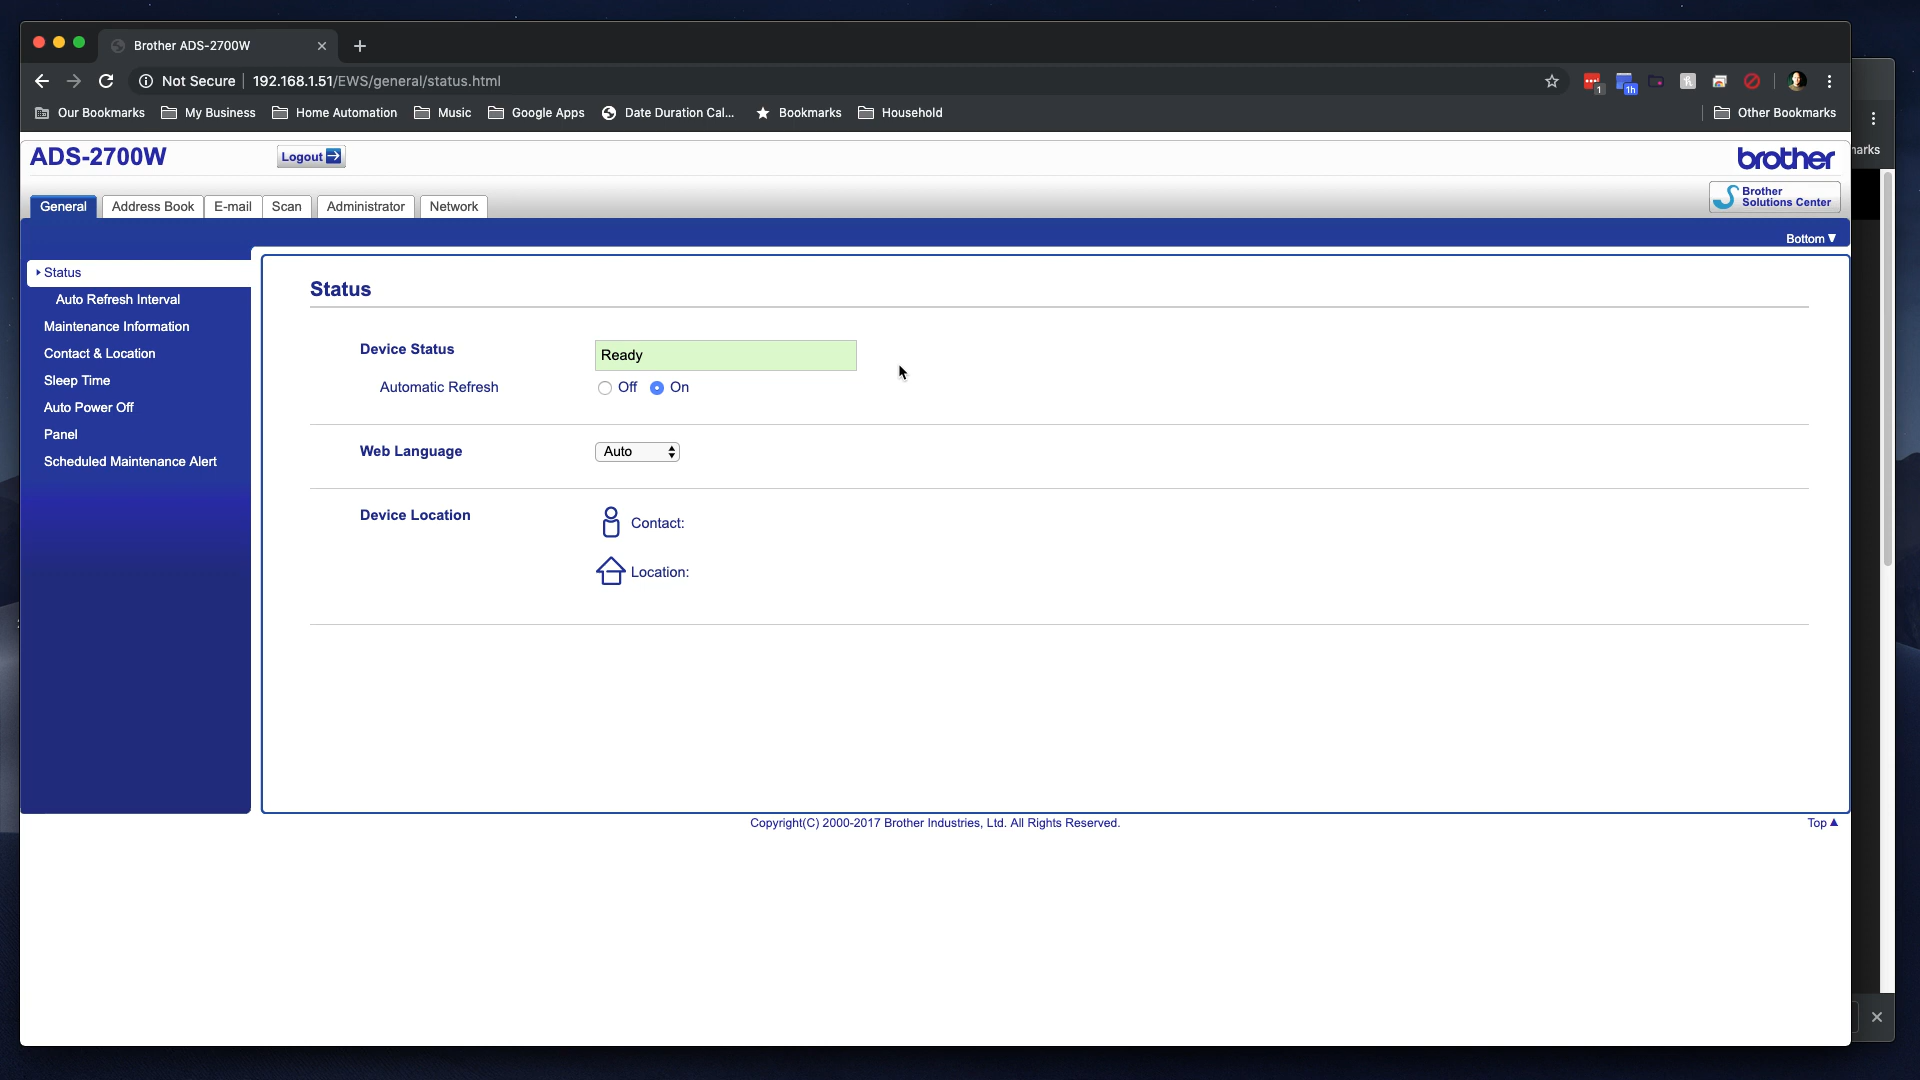 Brother ADS-2700W
Not Secure 192.168.1.51/EWS/general/status.html
1 1h
Our Bookmarks My Business Home Automation Music Google Apps Date Duration Cal... Bookmarks Household Other Bookmarks
arks
ADS-2700W Logout brother
General Address Book E-mail Scan Administrator Network Brother
Solutions Center
Bottom▼
Status
Auto Refresh Interval
Maintenance Information
Contact & Location
Sleep Time
Auto Power Off
Panel
Scheduled Maintenance Alert
Status
Device Status Ready
Automatic Refresh Off On
Web Language Auto
Device Location Contact:
Location:
Copyright(C) 2000-2017 Brother Industries, Ltd. All Rights Reserved. Top▲